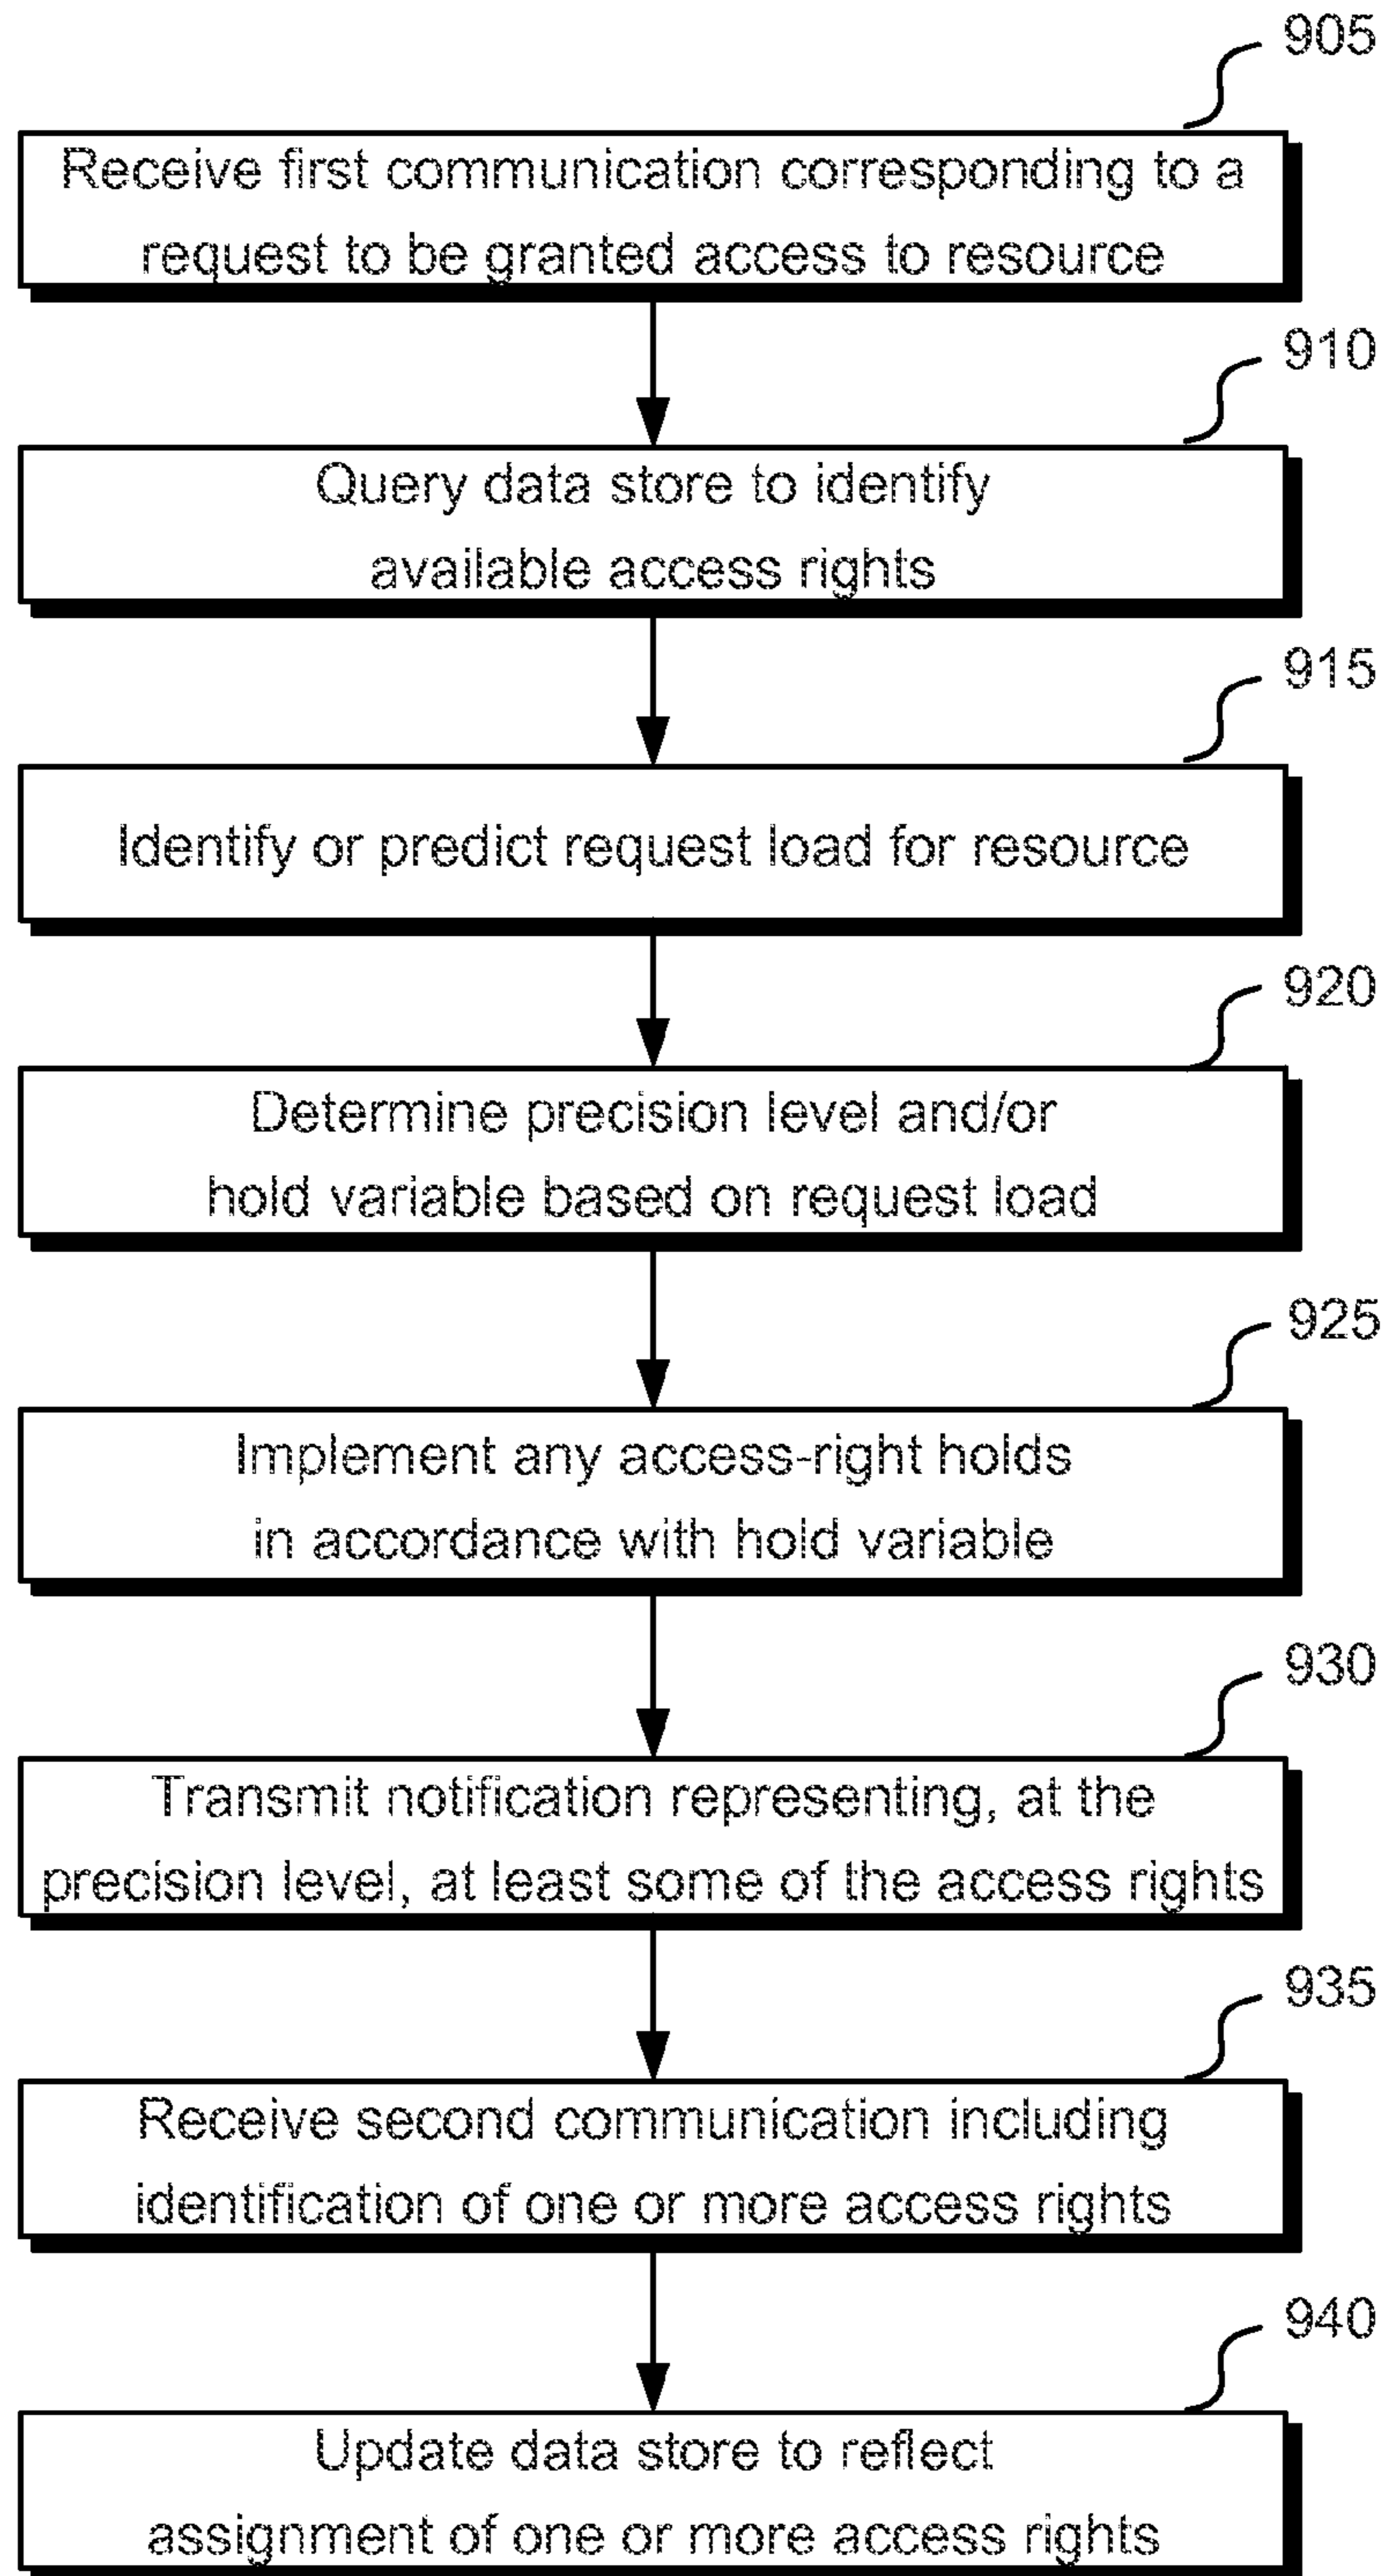 905
Receive first communication corresponding to a
request to be granted access to resource
910
Query data store to identify
available access rights
915
Identify or predict request load for resource
920
Determine precision level and/or
hold variable based on request load
925
Implement any access-right holds
in accordance with hold variable
930
Transmit notification representing, at the
precision level, at least some of the access rights
935
Receive second communication including
identification of one or more access rights
940
Update data store to reflect
assignment of one or more access rights